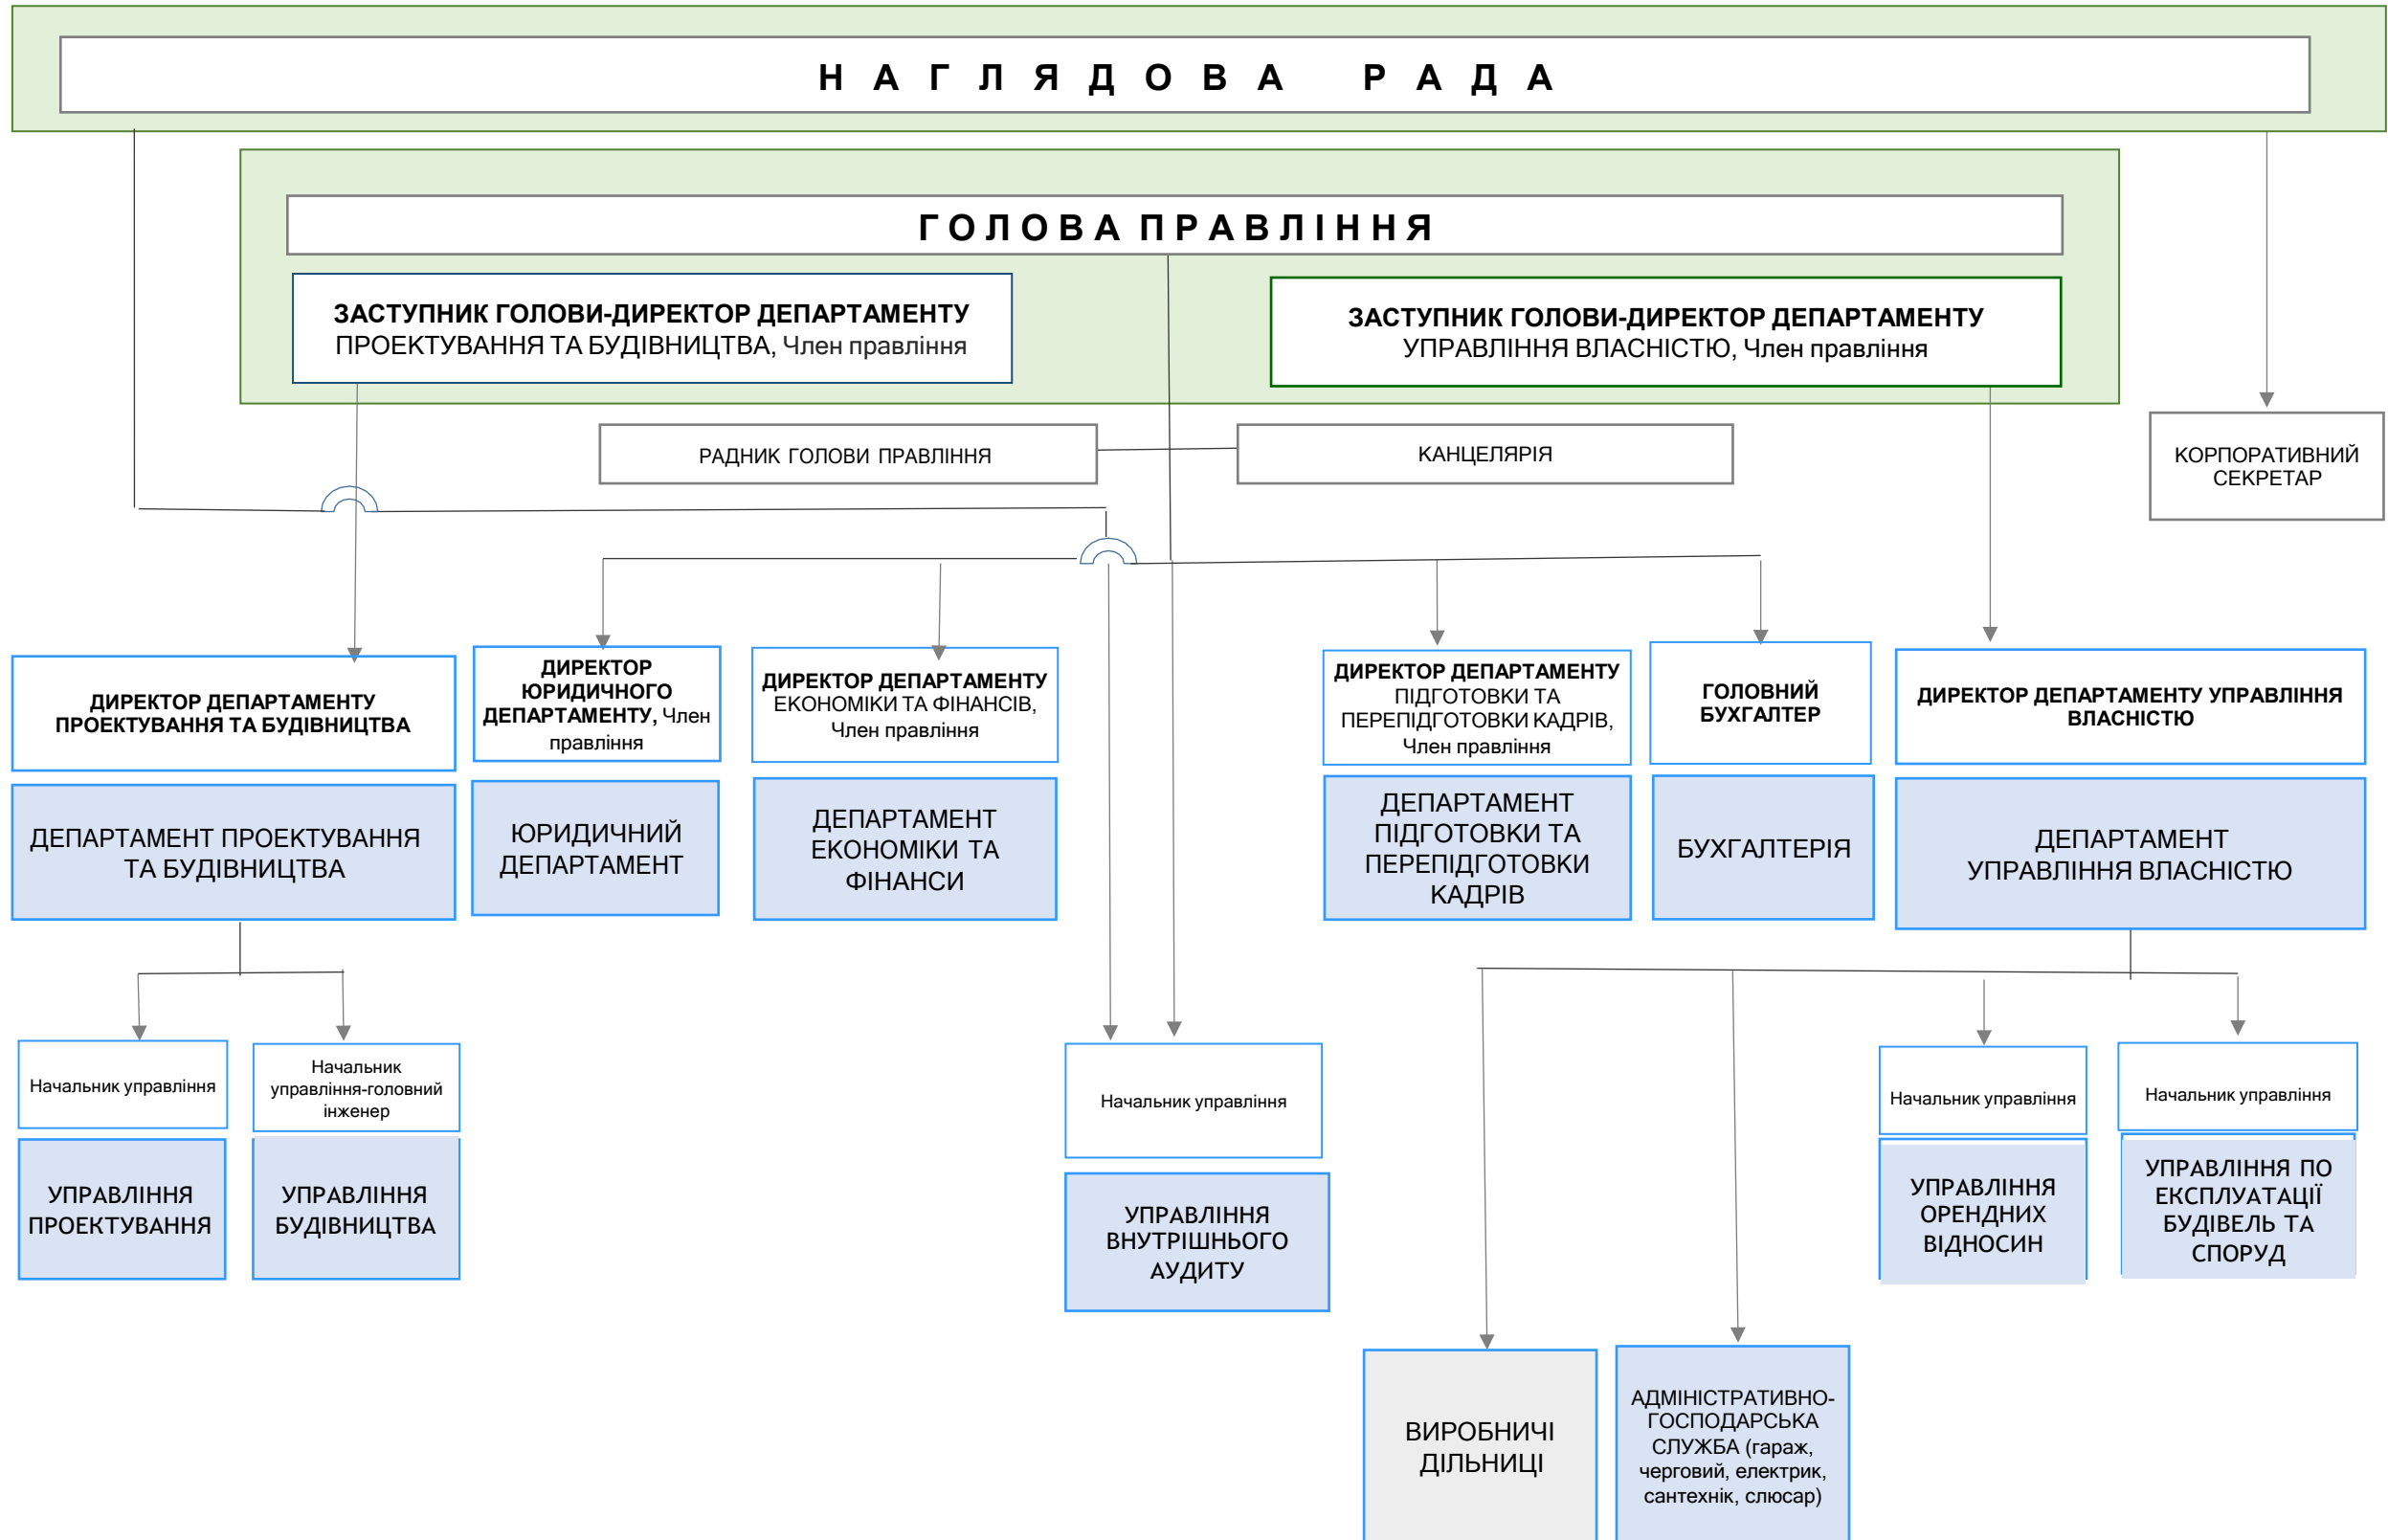 НАГЛЯДОВА РАДА
ГОЛОВА ПРАВЛІННЯ
ЗАСТУПНИК ГОЛОВИ-ДИРЕКТОР ДЕПАРТАМЕНТУ
ПРОЕКТУВАННЯ ТА БУДІВНИЦТВА, Член правління
ЗАСТУПНИК ГОЛОВИ-ДИРЕКТОР ДЕПАРТАМЕНТУ
УПРАВЛІННЯ ВЛАСНІСТЮ, Член правління
РАДНИК ГОЛОВИ ПРАВЛІННЯ
КАНЦЕЛЯРІЯ
КОРПОРАТИВНИЙ
СЕКРЕТАР
ДИРЕКТОР ДЕПАРТАМЕНТУ
ПРОЕКТУВАННЯ ТА БУДІВНИЦТВА
ДИРЕКТОР
ЮРИДИЧНОГО
ДЕПАРТАМЕНТУ, Член
правління
ДИРЕКТОР ДЕПАРТАМЕНТУ
ЕКОНОМІКИ ТА ФІНАНСІВ,
Член правління
ДИРЕКТОР ДЕПАРТАМЕНТУ
ПІДГОТОВКИ ТА
ПЕРЕПІДГОТОВКИ КАДРІВ,
Член правління
ГОЛОВНИЙ
БУХГАЛТЕР
ДИРЕКТОР ДЕПАРТАМЕНТУ УПРАВЛІННЯ
ВЛАСНІСТЮ
ДЕПАРТАМЕНТ ПРОЕКТУВАННЯ
ТА БУДІВНИЦТВА
ЮРИДИЧНИЙ
ДЕПАРТАМЕНТ
ДЕПАРТАМЕНТ
ЕКОНОМІКИ ТА
ФІНАНСИ
ДЕПАРТАМЕНТ
ПІДГОТОВКИ ТА
ПЕРЕПІДГОТОВКИ
КАДРІВ
БУХГАЛТЕРІЯ
ДЕПАРТАМЕНТ
УПРАВЛІННЯ ВЛАСНІСТЮ
Начальник управління
Начальник
управління-головний
інженер
Начальник управління
Начальник управління
Начальник управління
УПРАВЛІННЯ
ПРОЕКТУВАННЯ
УПРАВЛІННЯ
БУДІВНИЦТВА
УПРАВЛІННЯ
ВНУТРІШНЬОГО
АУДИТУ
УПРАВЛІННЯ
ОРЕНДНИХ
ВІДНОСИН
УПРАВЛІННЯ ПО
ЕКСПЛУАТАЦІЇ
БУДІВЕЛЬ ТА
СПОРУД
ВИРОБНИЧІ
ДІЛЬНИЦІ
АДМІНІСТРАТИВНО-
ГОСПОДАРСЬКА
СЛУЖБА (гараж,
черговий, електрик,
сантехнік, слюсар)